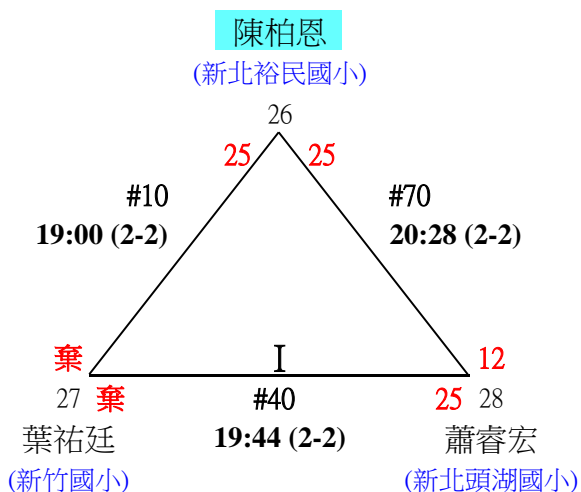 陳柏恩
(新北裕民國小)
26
25 25
#10 #70
19:00 (2-2) 20:28 (2-2)
棄 I 12
27 棄 #40 25 28
葉祐廷 19:44 (2-2) 蕭睿宏
(新竹國小) (新北頭湖國小)